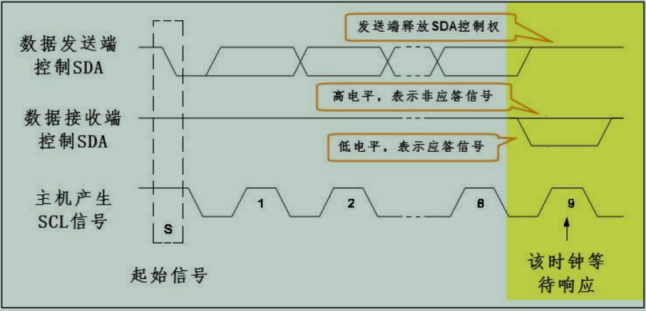 发送端释放SDA控制权
数据发送端
控制SDA
高电平，表示非应答信号
数据接收端
控制SDA
低电平，表示应答信号
主机产生
SCL信号
S
1
2
8
9
起始信号
该时钟等
待响应